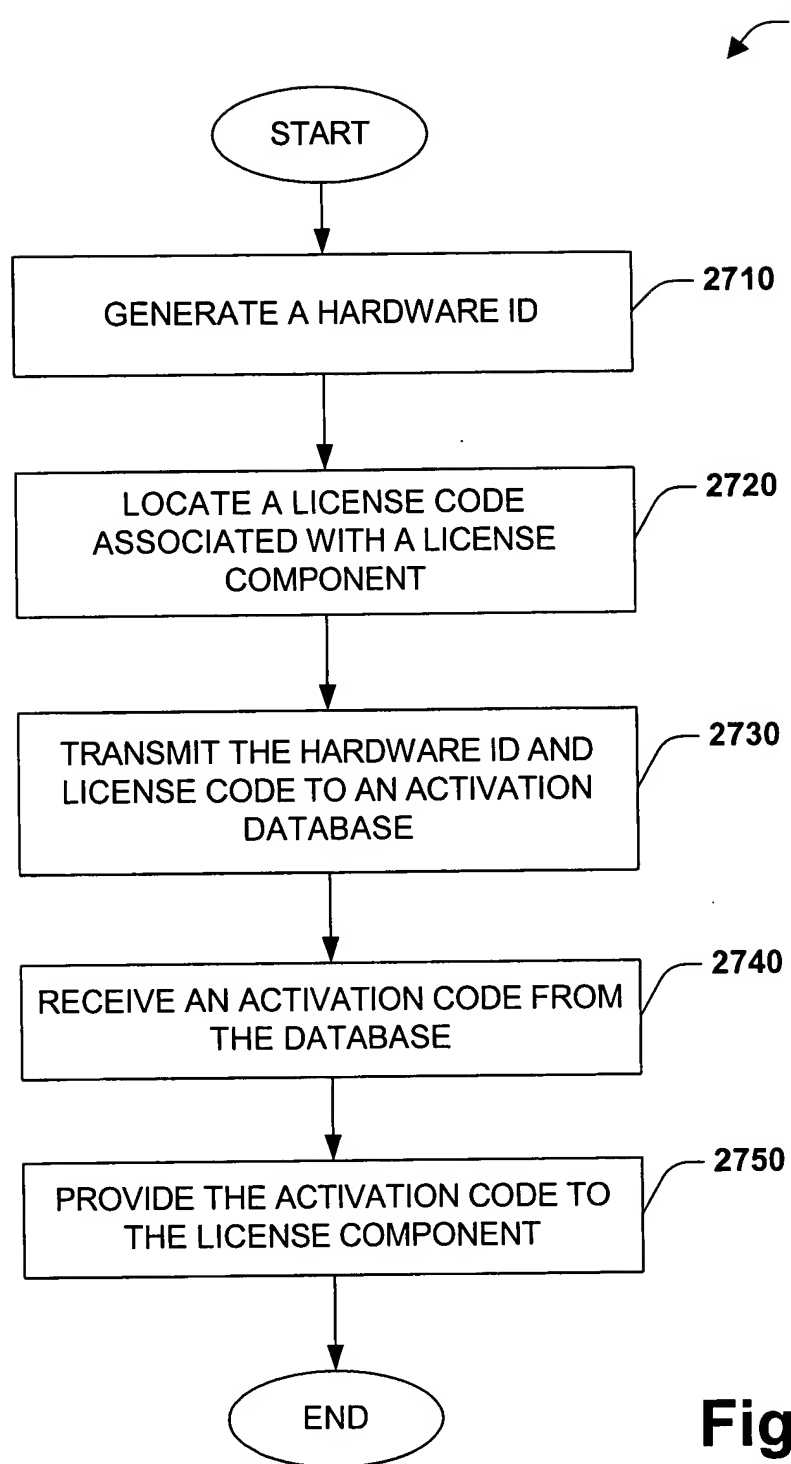 START
GENERATE A HARDWARE ID
2710
LOCATE A LICENSE CODE
ASSOCIATED WITH A LICENSE
COMPONENT
2720
TRANSMIT THE HARDWARE ID AND
LICENSE CODE TO AN ACTIVATION
DATABASE
2730
RECEIVE AN ACTIVATION CODE FROM
THE DATABASE
2740
PROVIDE THE ACTIVATION CODE TO
THE LICENSE COMPONENT
2750
END
Fig